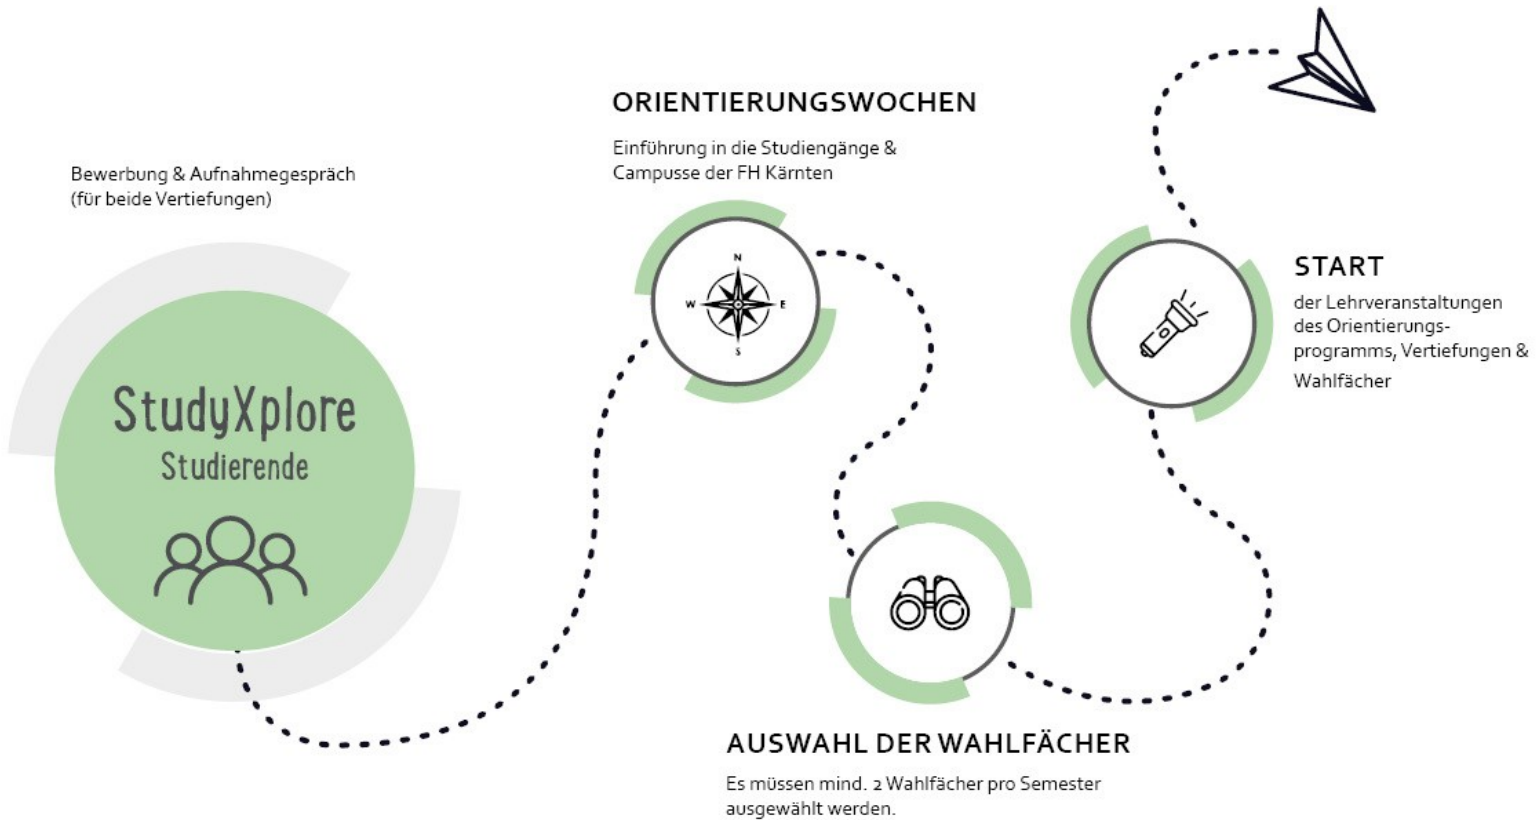 Bewerbung & Aufnahmegespräch
(für beide Vertiefungen)
StudyXplore
Studierende
ORIENTIERUNGSWOCHEN
Einführung in die Studiengänge &
Campusse der FH Kärnten
N
W
E
S
AUSWAHL DER WAHLFÄCHER
Es müssen mind. 2 Wahlfächer pro Semester
ausgewählt werden.
START
der Lehrveranstaltungen
des Orientierungs-
programms, Vertiefungen &
Wahlfächer